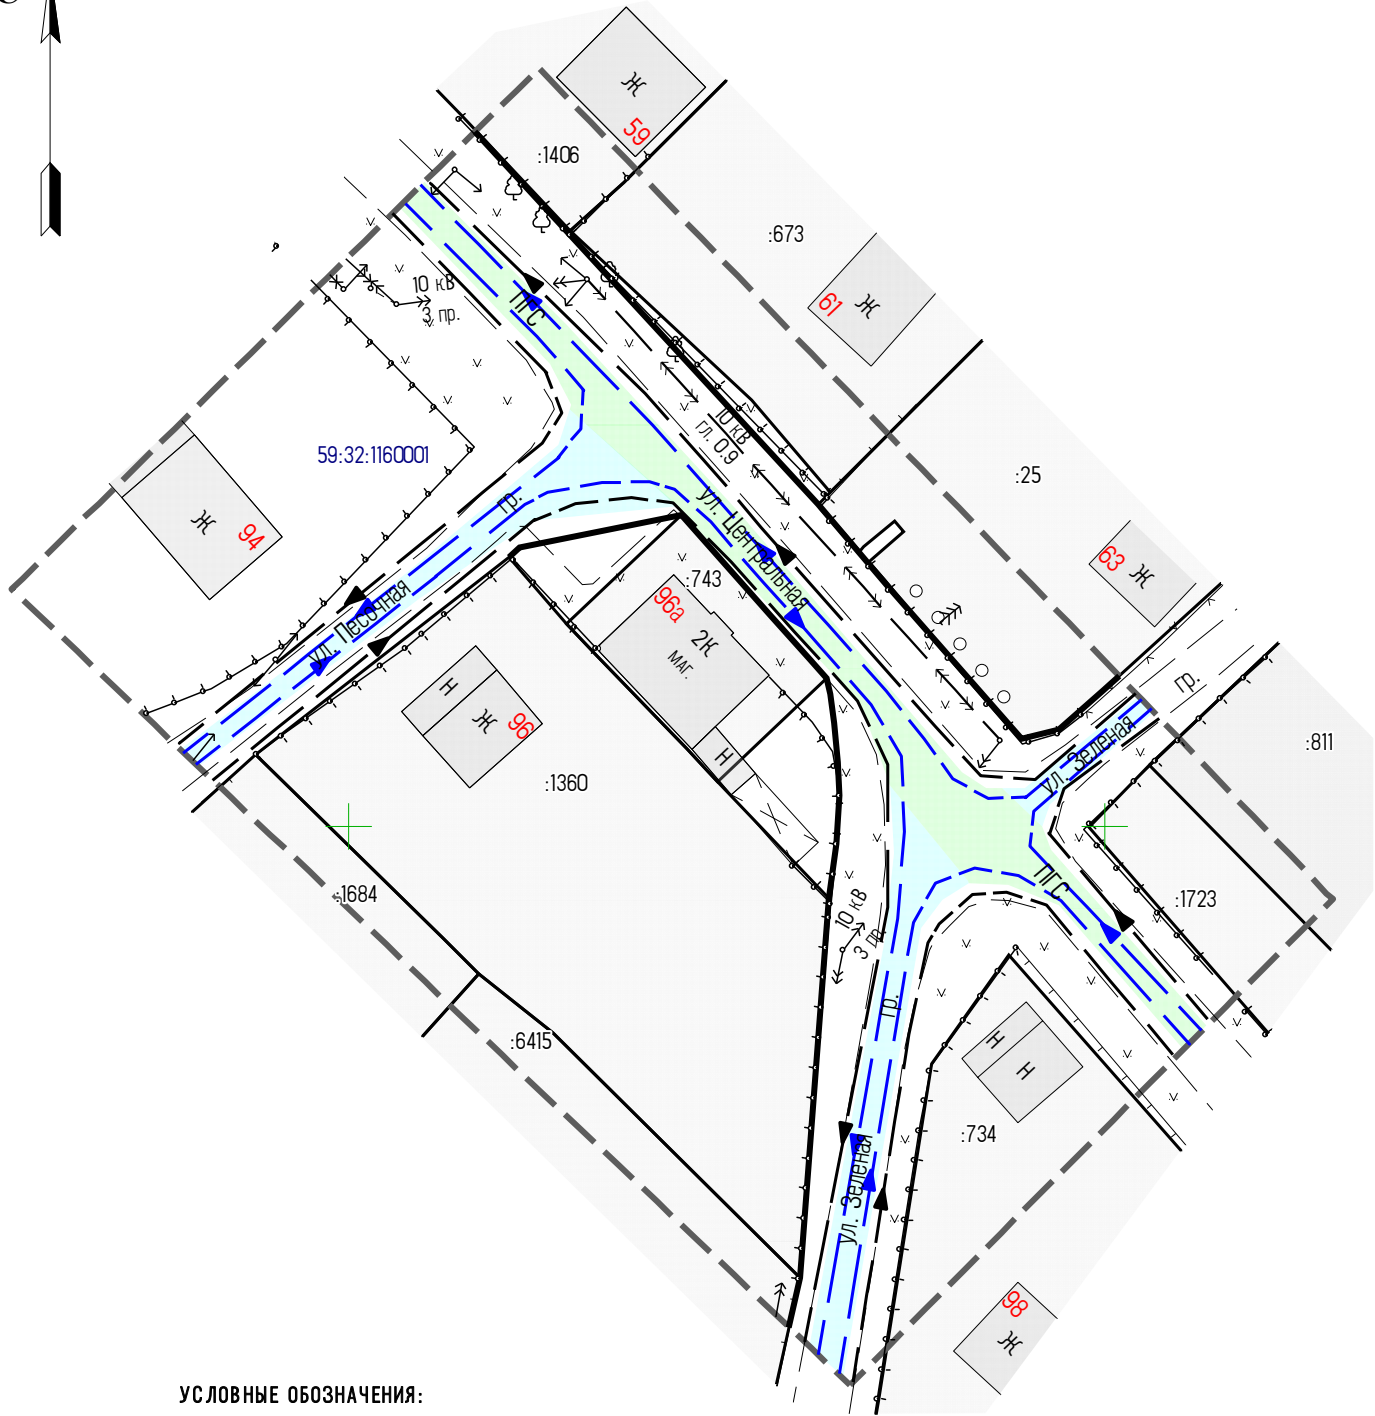 Ж
59
:1406
:673
61
Ж
10 кВ
3 пр.
ПГС
10 кВ
гл. 0.9
59:32:1160001
:25
гр.
ул. Центральная
Ж
94
:743
63
Ж
96а
2К
МАГ.
ул. Песочная
Н
Ж
96
гр.
ул. Зеленая
:811
Н
:1360
:1684
ПГС
:1723
10 кВ
3 пр.
гр.
:6415
Н
Н
:734
ул. Зеленая
98
Ж
УСЛОВНЫЕ ОБОЗНАЧЕНИЯ: